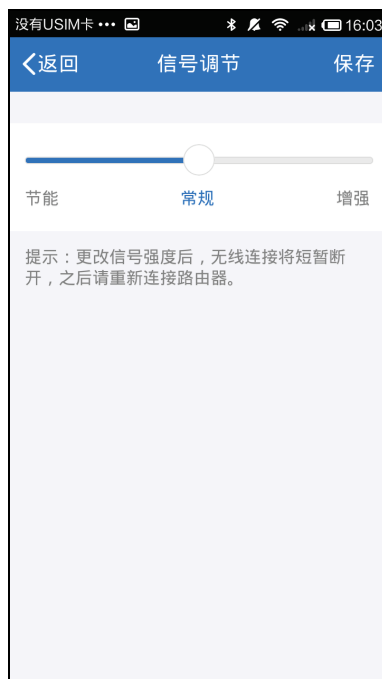 没有USIM卡 ••• 16:03
返回 信号调节 保存
节能 常规 增强
提示：更改信号强度后，无线连接将短暂断
开，之后请重新连接路由器。